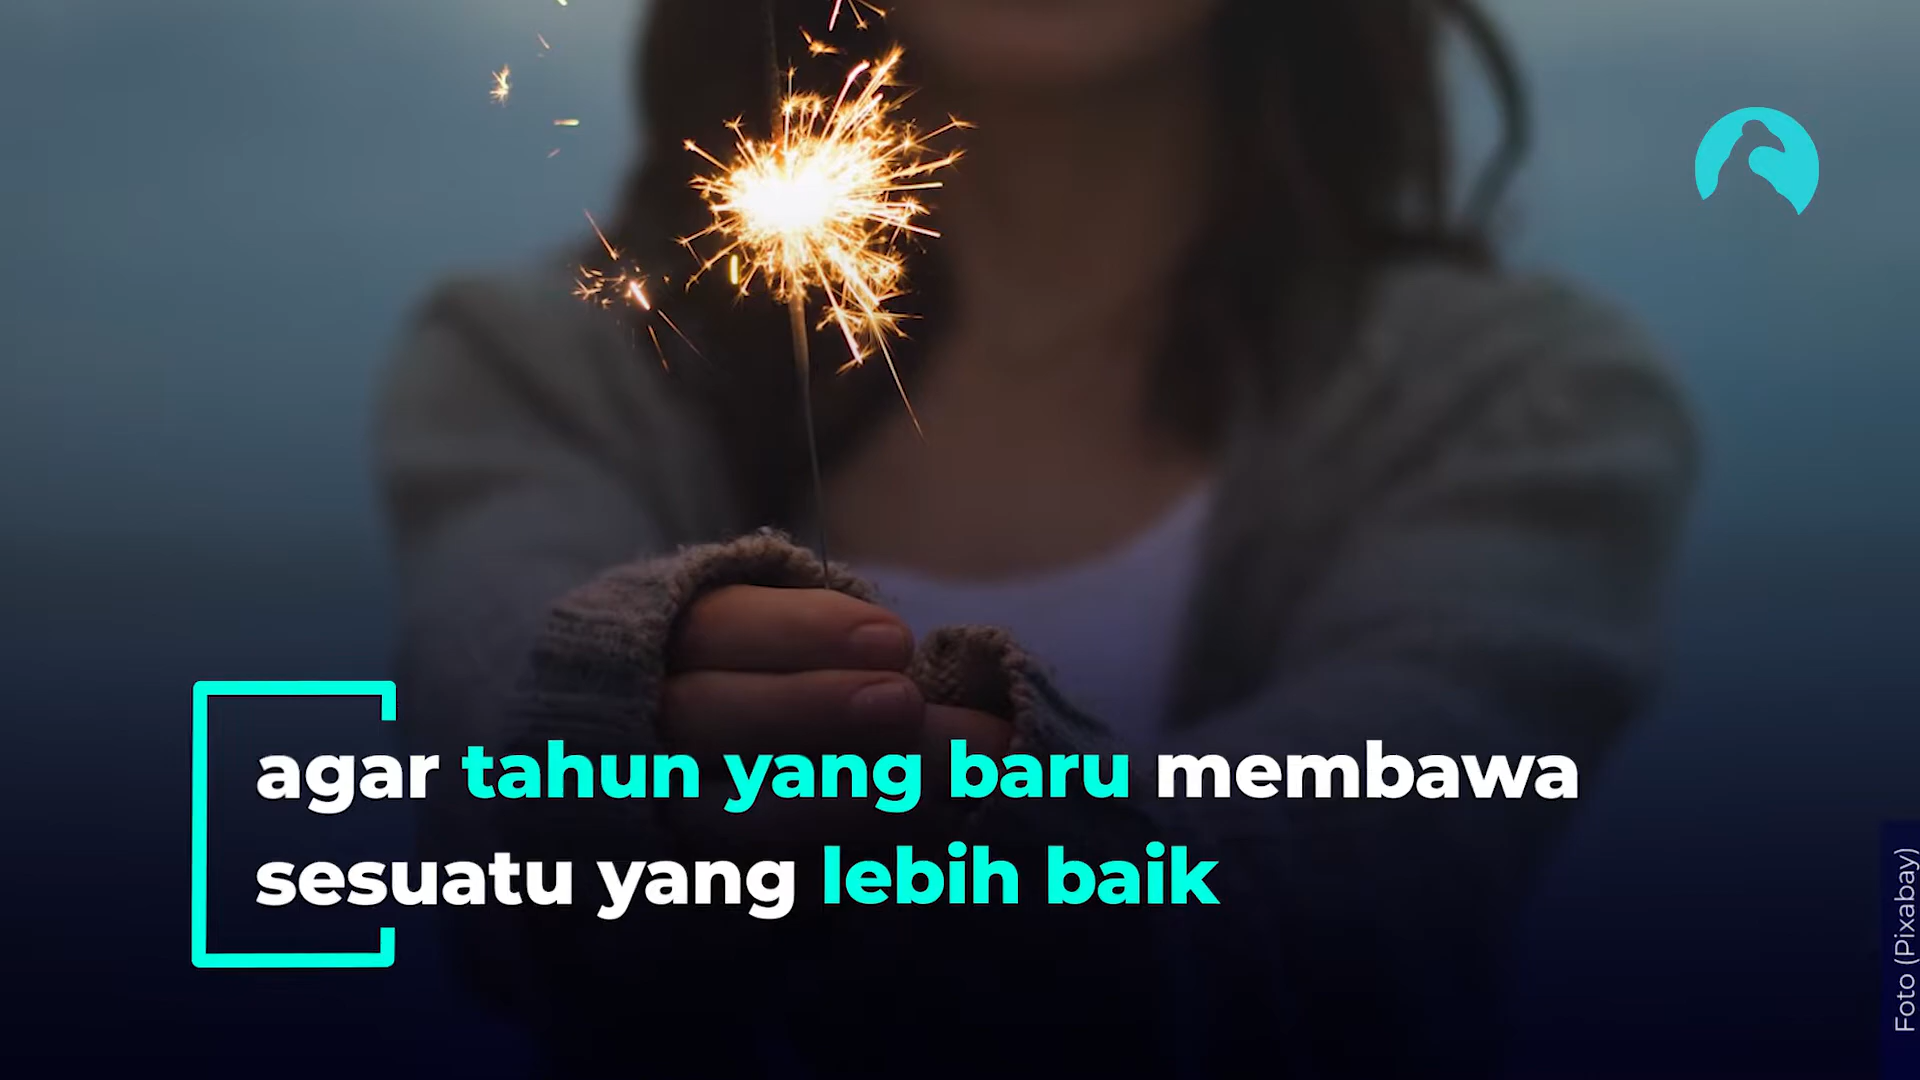 agar tahun yang baru membawa
sesuatu yang lebih baik
Foto (Pixabay)